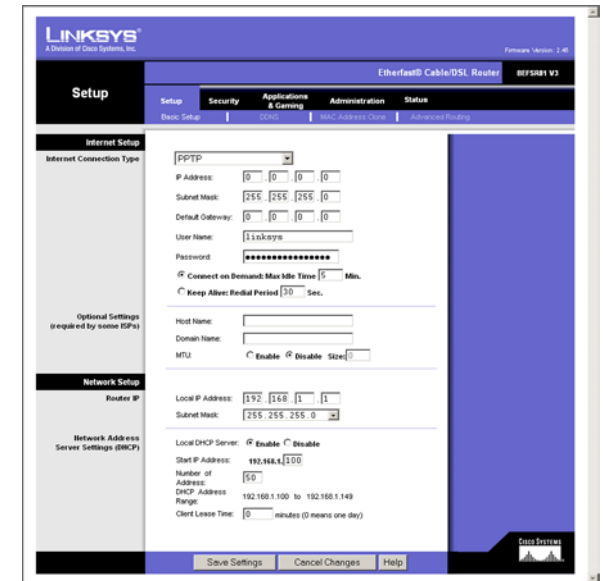 LINKSYS®
A Division of Cisco Systems, Inc.
Firmware Version: 2.46
Etherfast® Cable/DSL Router BEFSR81 V3
Setup
Setup Security Applications & Gaming Administration Status
Basic Setup DDNS MAC Address Clone Advanced Routing
Internet Setup
Internet Connection Type
PPTP
IP Address: 0 . 0 . 0 . 0
Subnet Mask: 255 . 255 . 255 . 0
Default Gateway: 0 . 0 . 0 . 0
User Name: linksys
Password: ••••••••••••••••
Connect on Demand: Max Idle Time 5 Min.
Keep Alive: Redial Period 30 Sec.
Optional Settings
(required by some ISPs)
Host Name:
Domain Name:
MTU: Enable Disable Size: 0
Network Setup
Router IP
Local IP Address: 192 . 168 . 1 . 1
Subnet Mask: 255.255.255.0
Network Address
Server Settings (DHCP)
Local DHCP Server: Enable Disable
Start IP Address: 192.168.1. 100
Number of
Address: 50
DHCP Address
Range: 192.168.1.100 to 192.168.1.149
Client Lease Time: 0 minutes (0 means one day)
CISCO SYSTEMS
Save Settings Cancel Changes Help